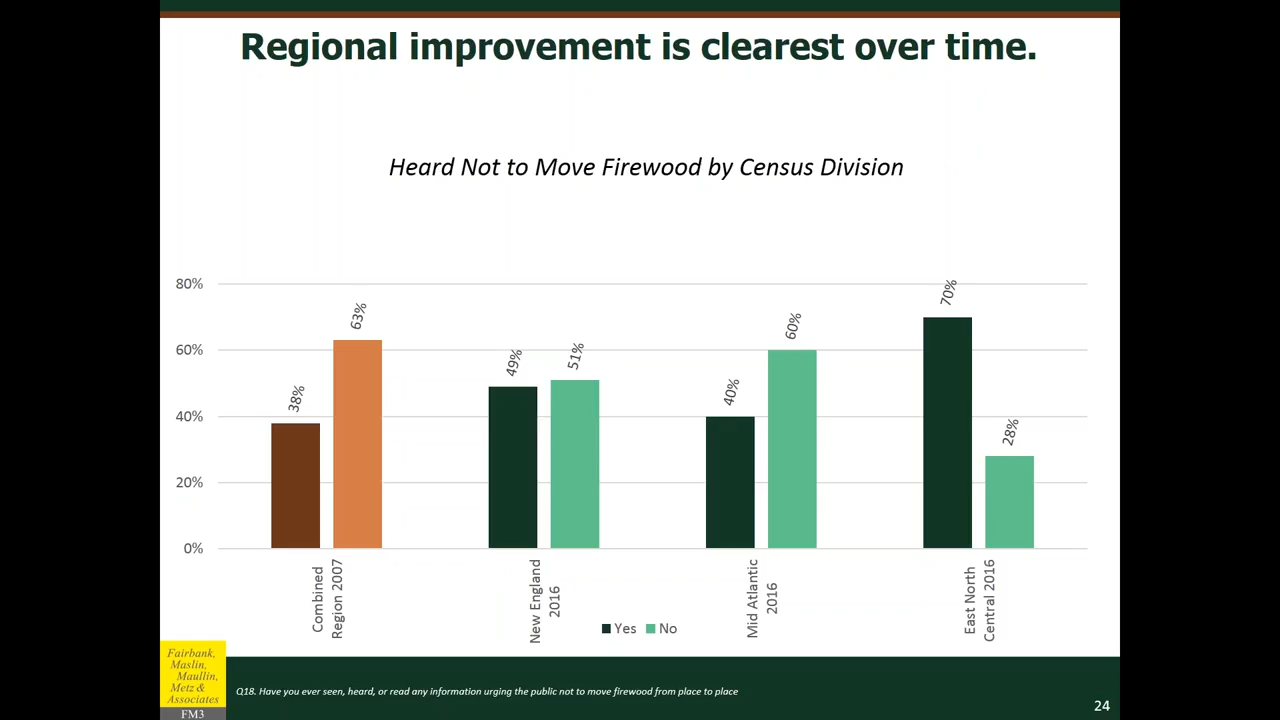 Regional improvement is clearest over time.
Heard Not to Move Firewood by Census Division
80%
60%
40%
20%
0%
38%
63%
49%
51%
40%
60%
70%
28%
Combined
Region 2007
New England
2016
Mid Atlantic
2016
East North
Central 2016
Yes No
Fairbank,
Maslin,
Maullin,
Metz &
Associates
FM3
Q18. Have you ever seen, heard, or read any information urging the public not to move firewood from place to place
24